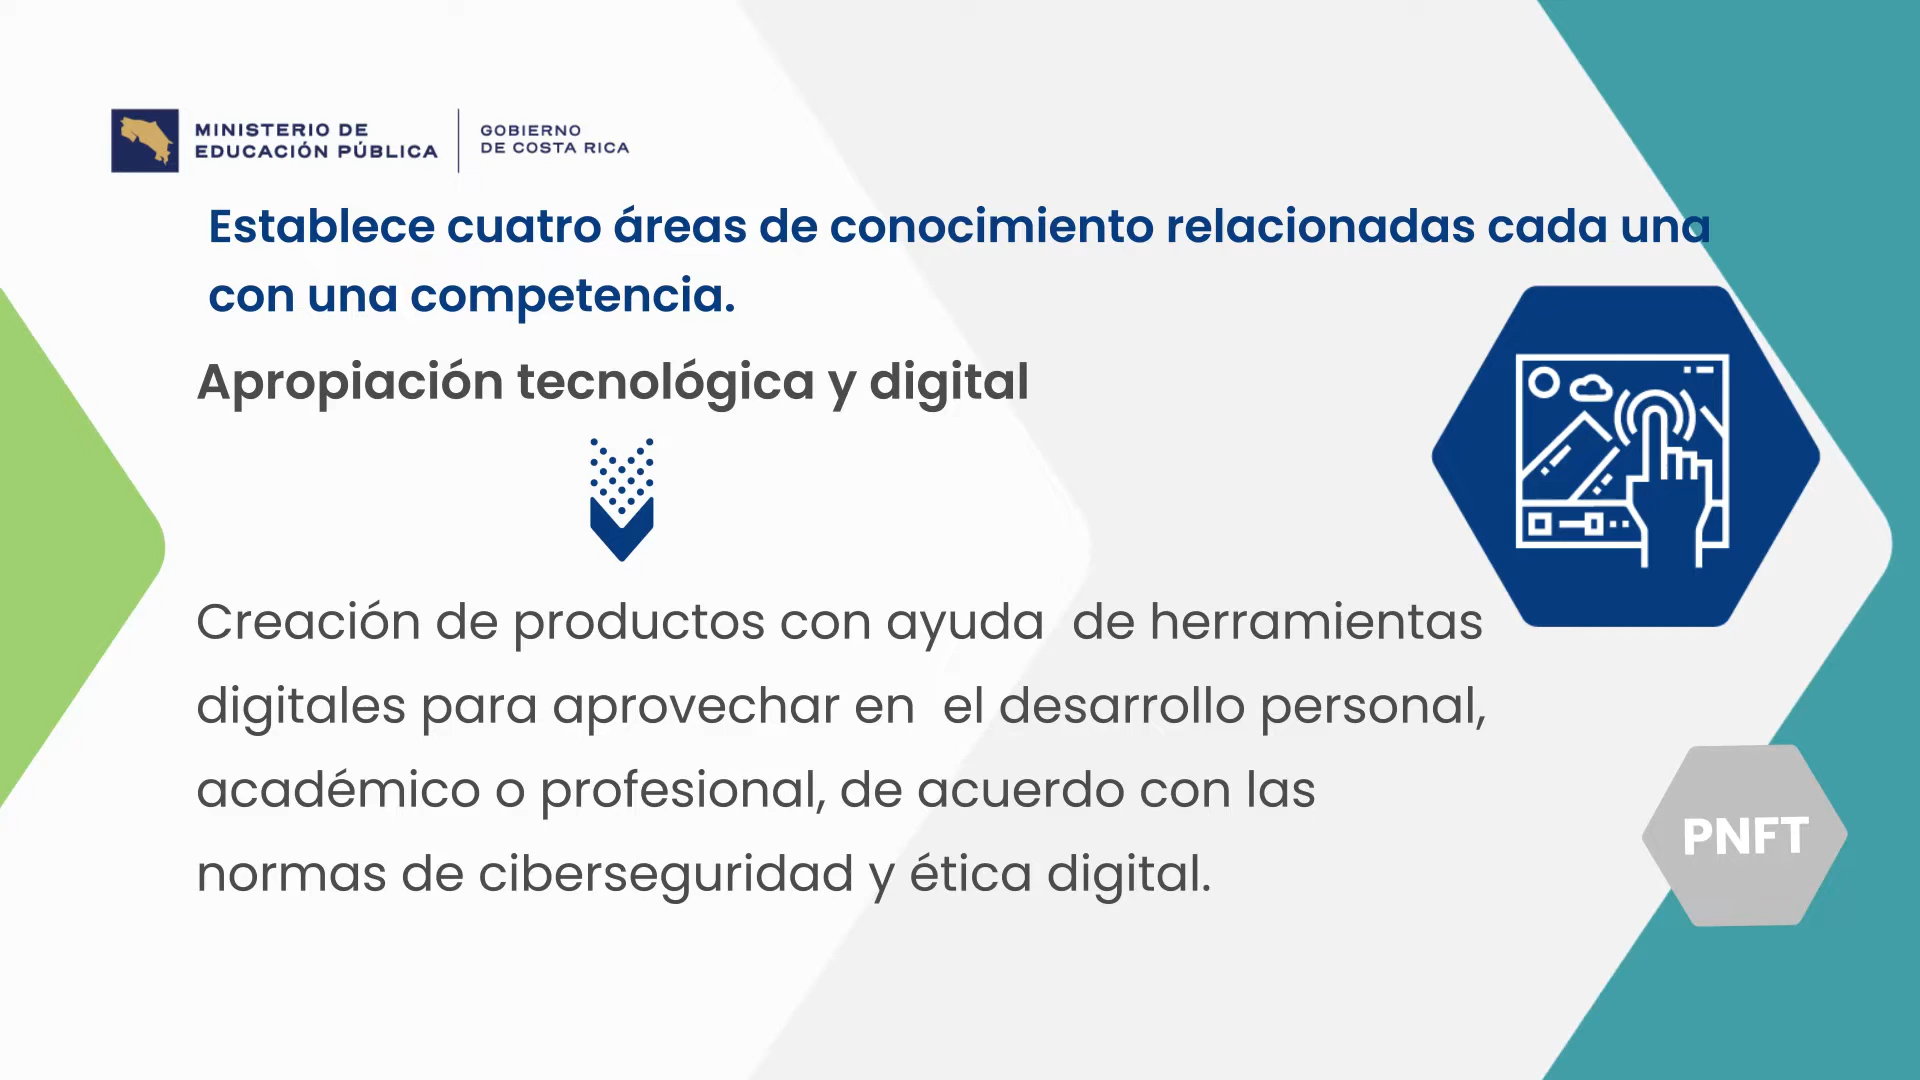 MINISTERIO DE
EDUCACIÓN PÚBLICA
GOBIERNO
DE COSTA RICA
Establece cuatro áreas de conocimiento relacionadas cada una
con una competencia.
Apropiación tecnológica y digital
Creación de productos con ayuda de herramientas
digitales para aprovechar en el desarrollo personal,
académico o profesional, de acuerdo con las
normas de ciberseguridad y ética digital.
PNFT